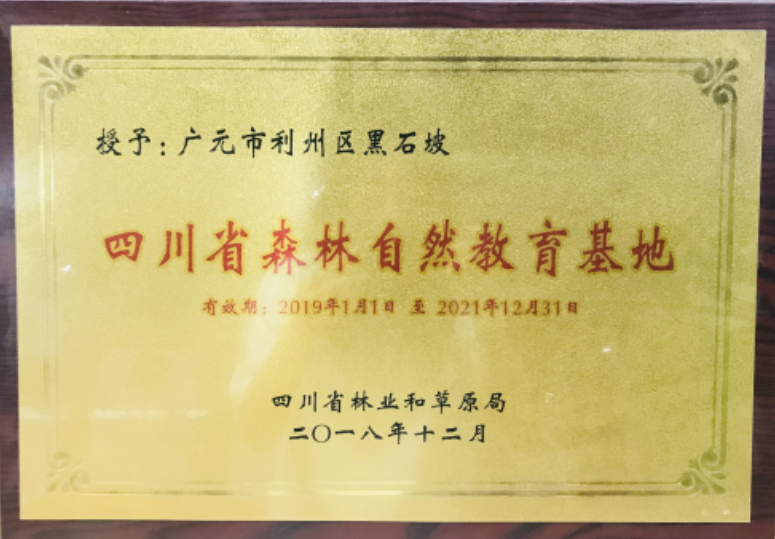 授予:广元市利州区黑石坡
四川省森林自然教育基地
有效期:2019年1月1日 至 2021年12月31日
四川省林业和草原局
二〇一八年十二月